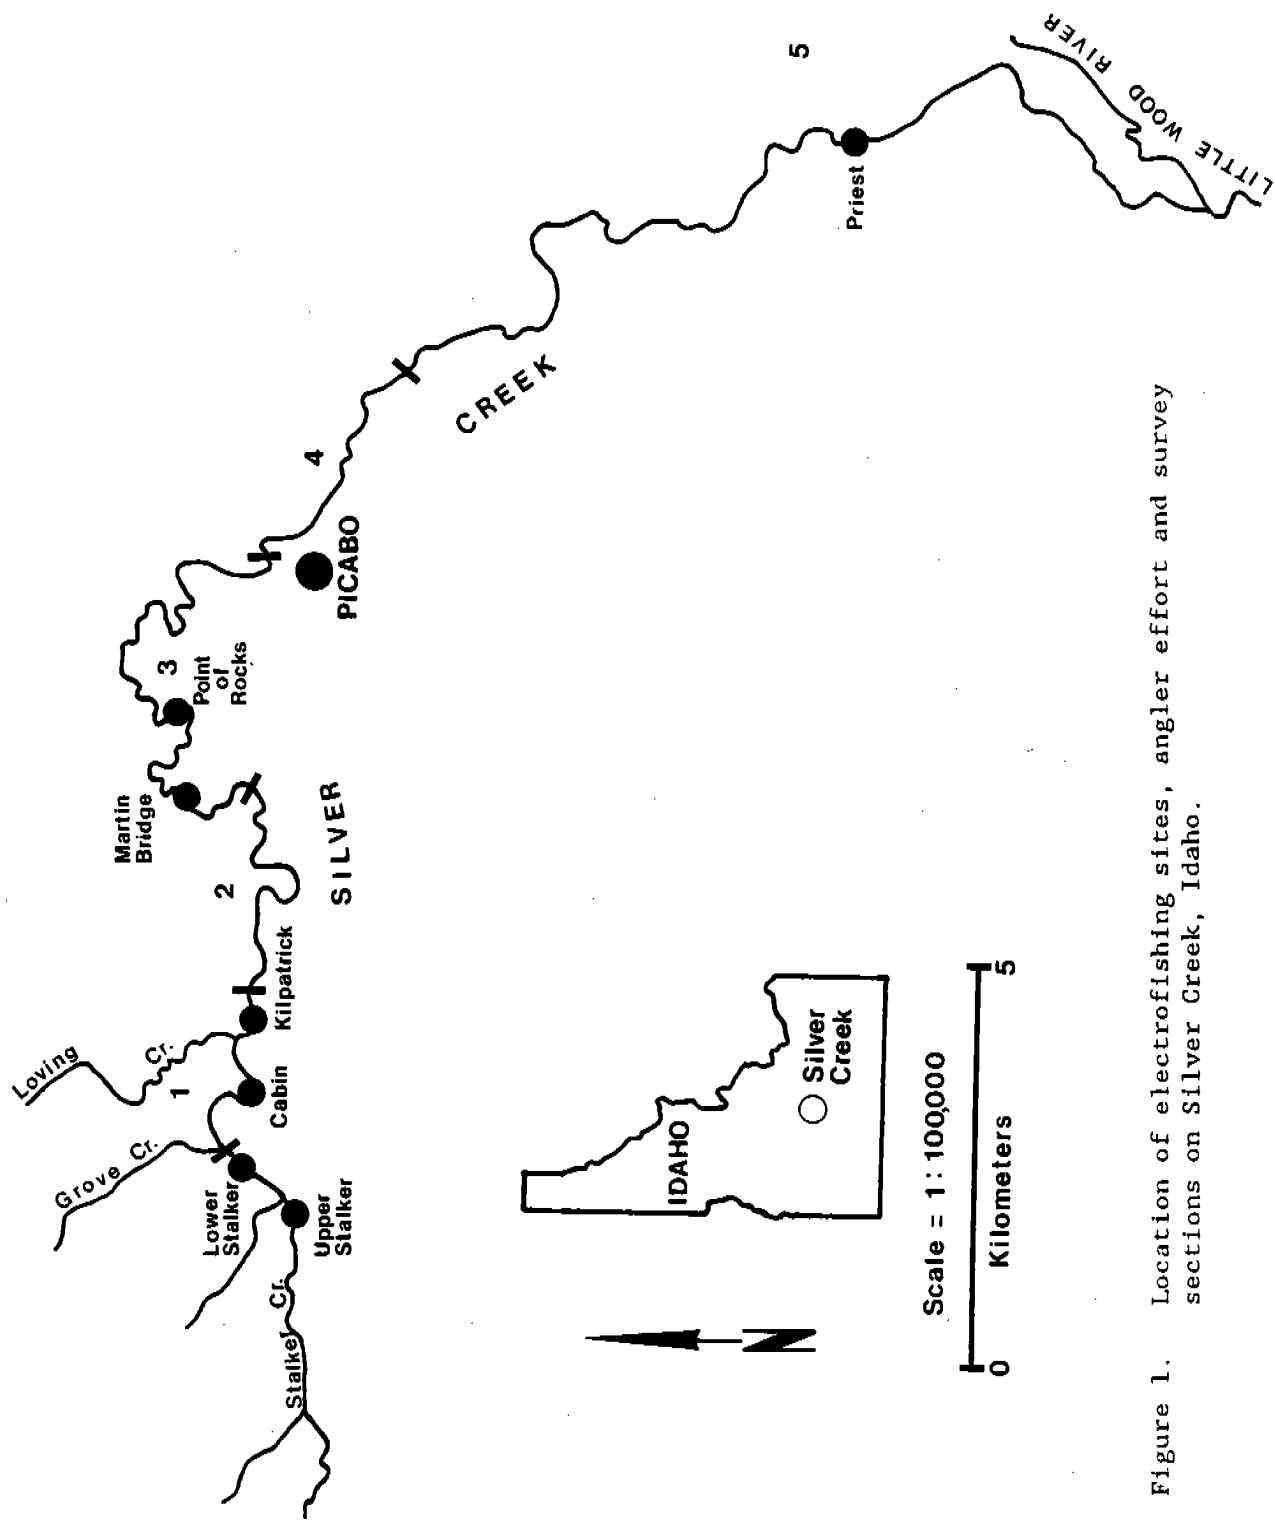 Loving
Cr.
Grove Cr.
1
Lower
Stalker
Upper
Stalker
Stalker Cr.
Cabin
Kilpatrick
2
Martin
Bridge
3
Point
of
Rocks
SILVER
PICABO
4
CREEK
5
Priest
LITTLE WOOD RIVER
IDAHO
Silver
Creek
N
Scale = 1:100,000
0 5
Kilometers
Figure 1. Location of electrofishing sites, angler effort and survey
sections on Silver Creek, Idaho.